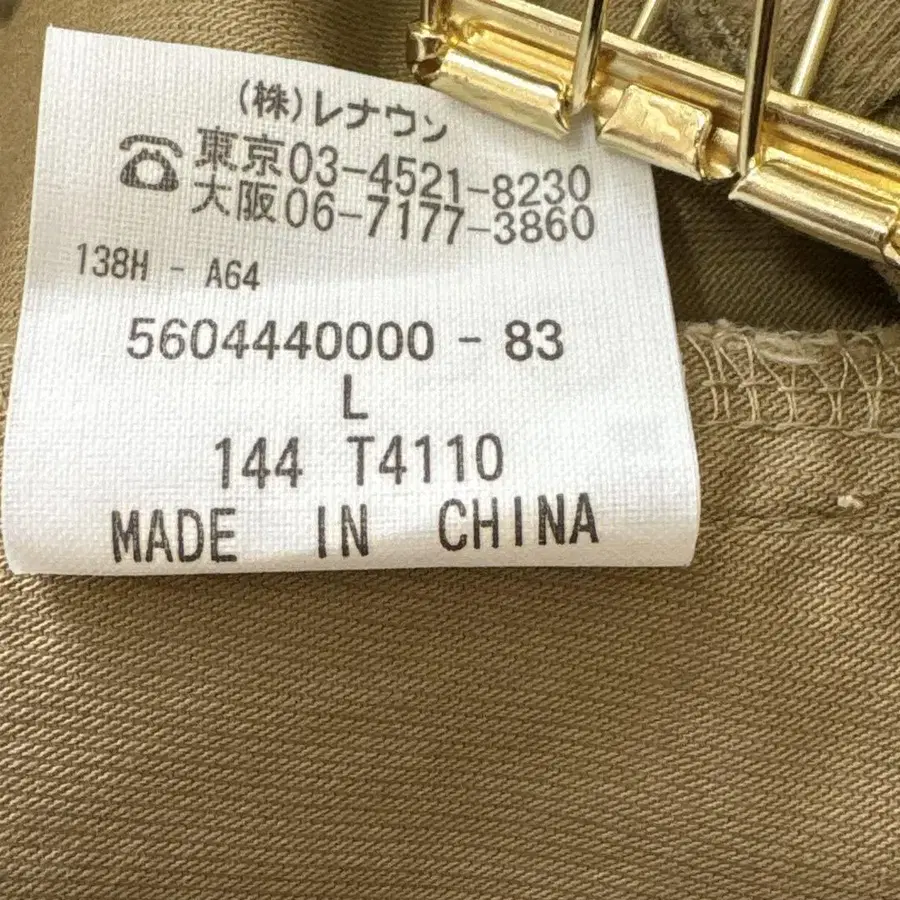 (株)レナウン
☎ 東京03-4521-8230
大阪06-7177-3860
138H - A64
5604440000 - 83
L
144 T4110
MADE IN CHINA